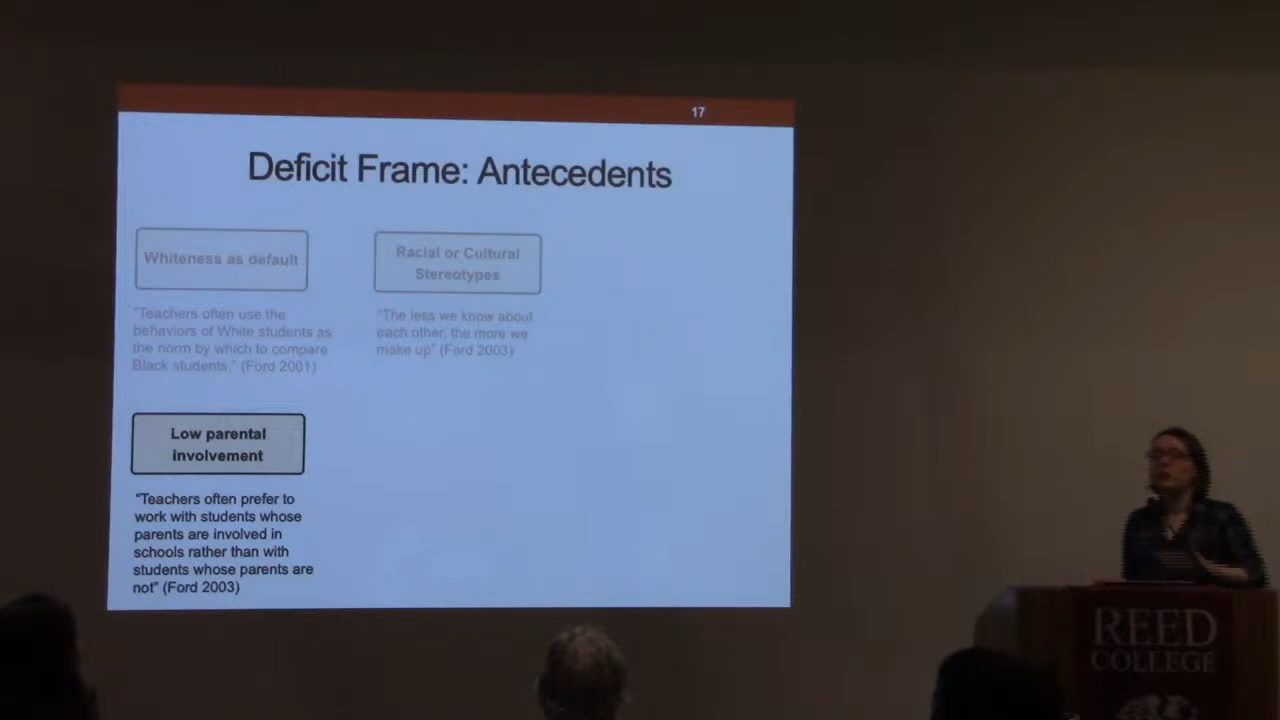 17
Deficit Frame: Antecedents
Whiteness as default
"Teachers often use the
behaviors of White students as
the norm by which to compare
Black students." (Ford 2001)
Racial or Cultural
Stereotypes
"The less we know about
each other, the more we
make up" (Ford 2003)
Low parental
involvement
"Teachers often prefer to
work with students whose
parents are involved in
schools rather than with
students whose parents are
not" (Ford 2003)
REED
COLLEGE